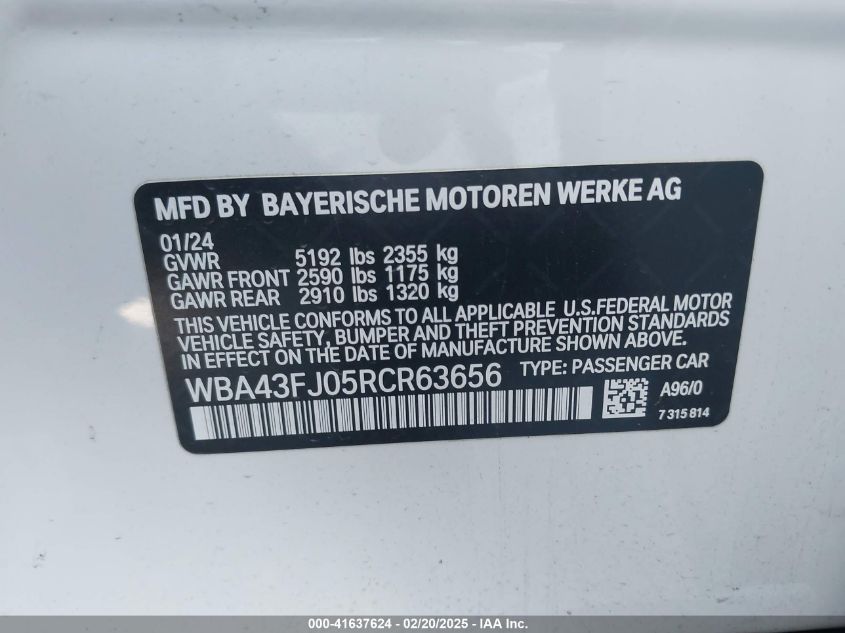 MFD BY BAYERISCHE MOTOREN WERKE AG
01/24
GVWR 5192 lbs 2355 kg
GAWR FRONT 2590 lbs 1175 kg
GAWR REAR 2910 lbs 1320 kg
THIS VEHICLE CONFORMS TO ALL APPLICABLE U.S.FEDERAL MOTOR
VEHICLE SAFETY, BUMPER AND THEFT PREVENTION STANDARDS
IN EFFECT ON THE DATE OF MANUFACTURE SHOWN ABOVE.
WBA43FJ05RCR63656 TYPE: PASSENGER CAR
A96/0
7 315 814
000-41637624 - 02/20/2025 - IAA Inc.